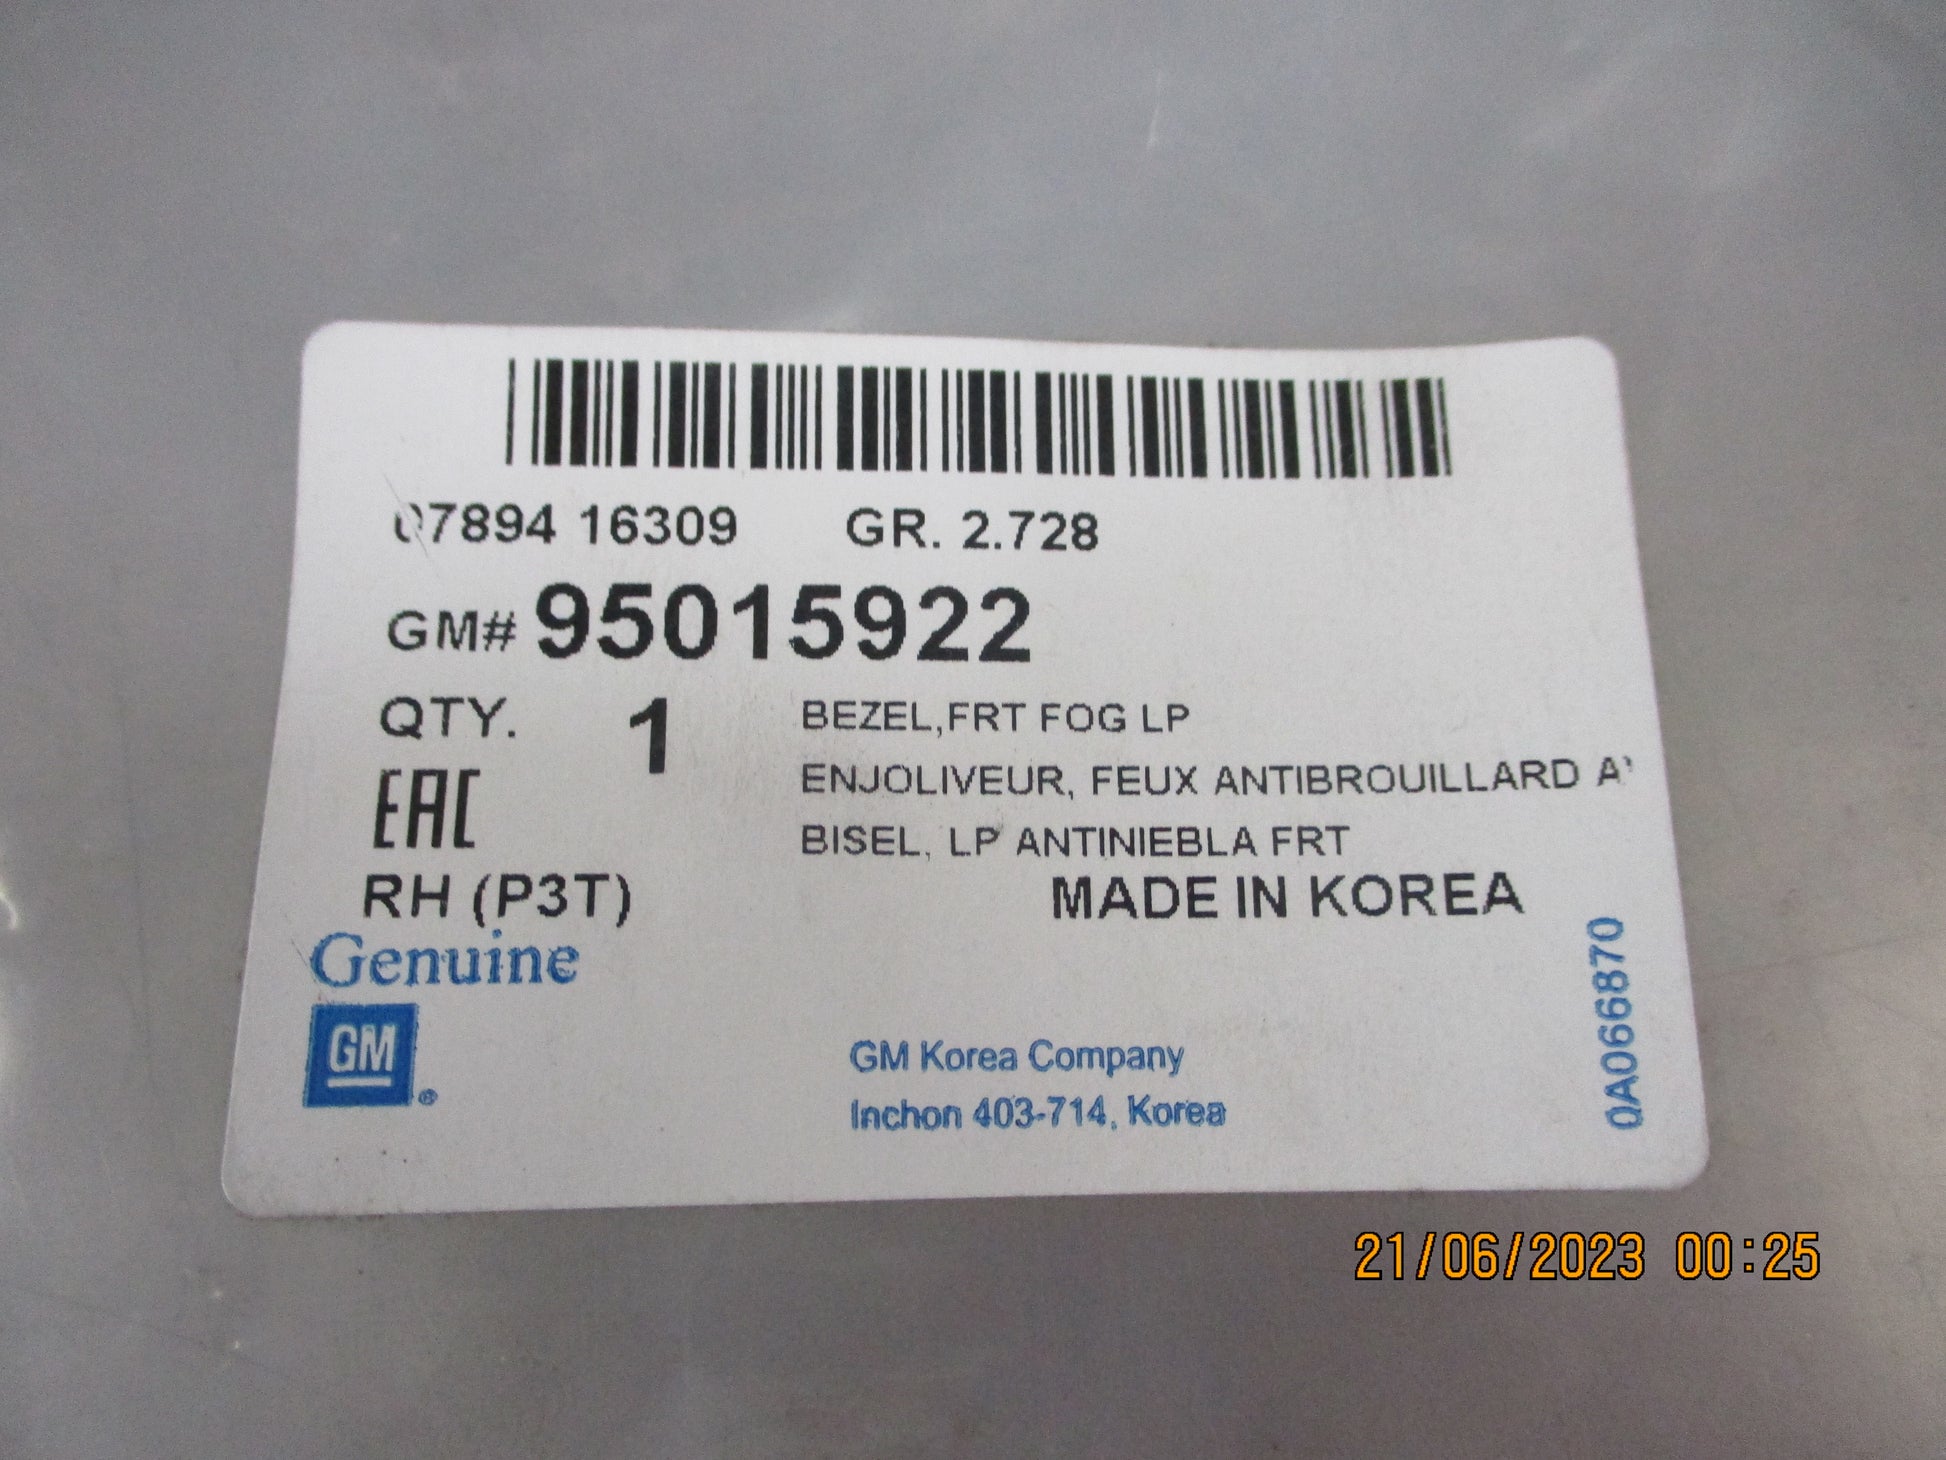 07894 16309 GR. 2.728
GM# 95015922
QTY. 1 BEZEL,FRT FOG LP
ENJOLIVEUR, FEUX ANTIBROUILLARD
EAC
BISEL, LP ANTINIEBLA FRT
RH (P3T) MADE IN KOREA
Genuine
GM ®
GM Korea Company
Inchon 403-714, Korea
0A066870
21/06/2023 00:25